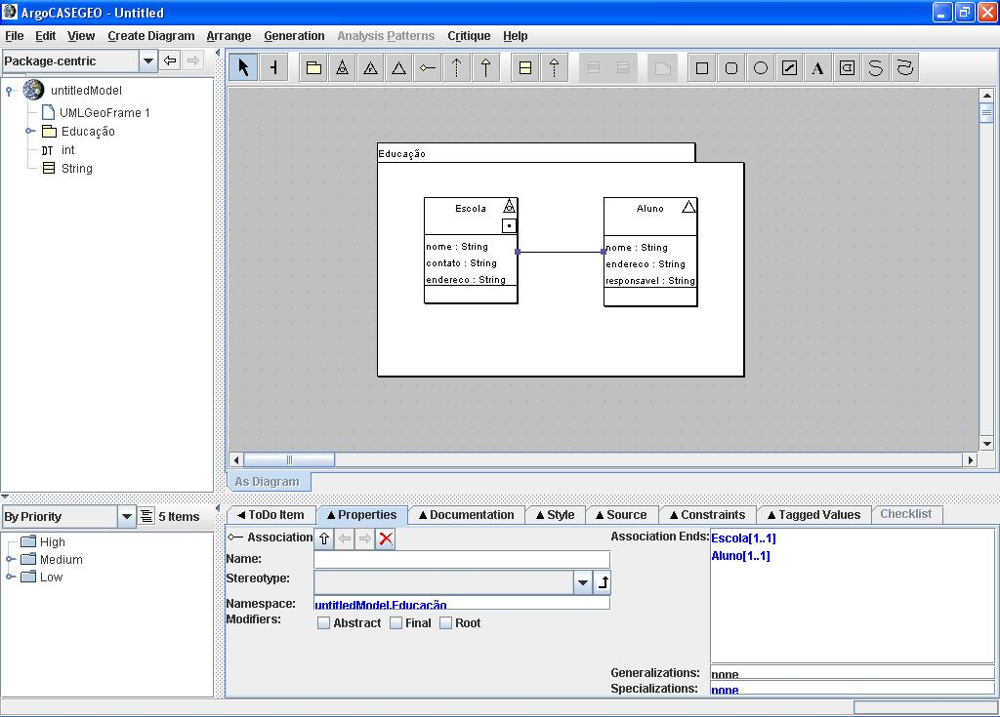 ArgoCASEGEO - Untitled
File Edit View Create Diagram Arrange Generation Analysis Patterns Critique Help
Package-centric
A
untitledModel
UMLGeoFrame 1
Educação
DT int
String
Educação
Escola
nome : String
contato : String
endereco : String
Aluno
nome : String
endereco : String
responsavel : String
As Diagram
By Priority 5 Items
High
Medium
Low
ToDo Item Properties Documentation Style Source Constraints Tagged Values Checklist
Association
Name:
Stereotype:
Namespace: untitledModel.Educação
Modifiers: Abstract Final Root
Association Ends: Escola[1..1]
Aluno[1..1]
Generalizations: none
Specializations: none